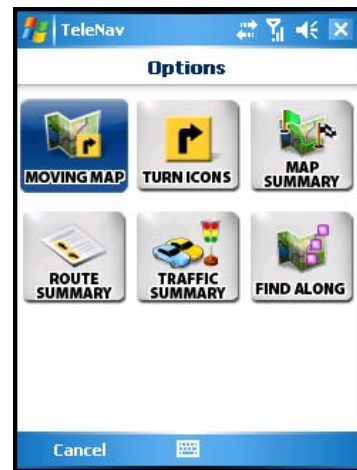 TeleNav
Options
MOVING MAP
TURN ICONS
MAP
SUMMARY
ROUTE
SUMMARY
TRAFFIC
SUMMARY
FIND ALONG
Cancel